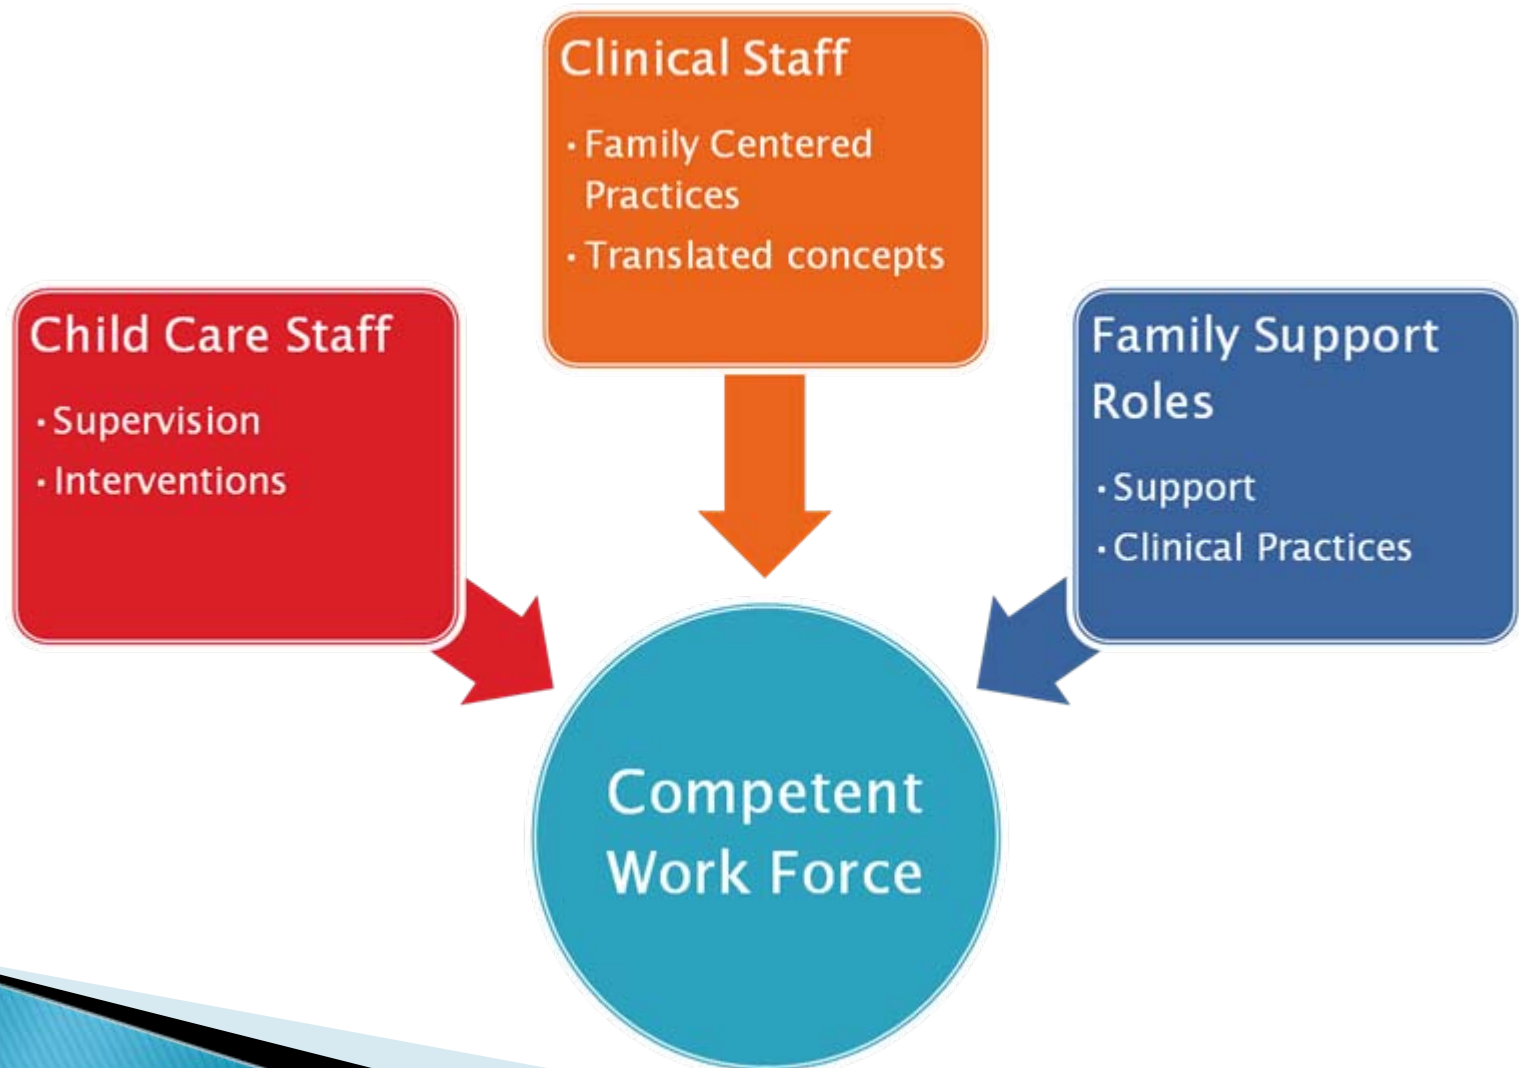 Clinical Staff
· Family Centered
Practices
· Translated concepts
Child Care Staff
· Supervision
· Interventions
Family Support
Roles
· Support
· Clinical Practices
Competent
Work Force